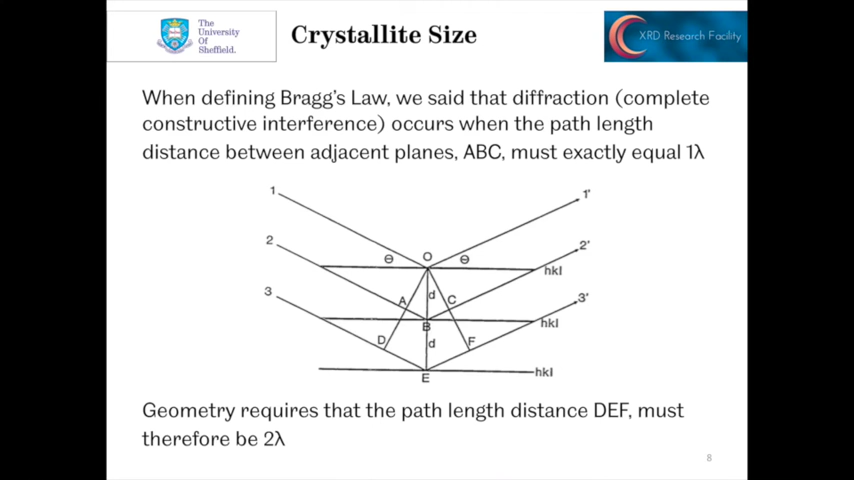 The
University
Of
Sheffield.
Crystallite Size
XRD Research Facility
When defining Bragg's Law, we said that diffraction (complete
constructive interference) occurs when the path length
distance between adjacent planes, ABC, must exactly equal 1λ
1
1'
2
2'
Θ
O
Θ
hkl
3
A
d
C
3'
B
hkl
D
d
F
E
hkl
Geometry requires that the path length distance DEF, must
therefore be 2λ
8